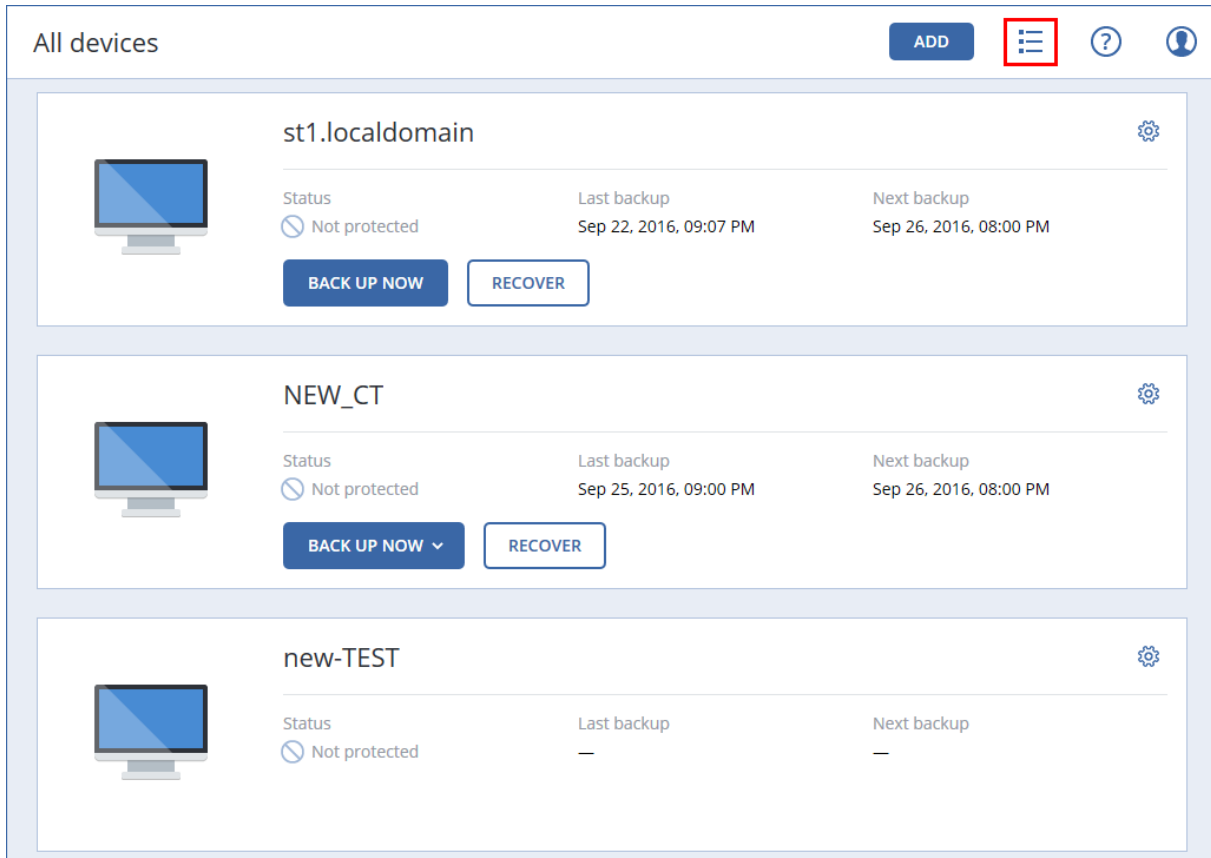 All devices
ADD
?
st1.localdomain
Status Last backup Next backup
Not protected Sep 22, 2016, 09:07 PM Sep 26, 2016, 08:00 PM
BACK UP NOW RECOVER
NEW_CT
Status Last backup Next backup
Not protected Sep 25, 2016, 09:00 PM Sep 26, 2016, 08:00 PM
BACK UP NOW RECOVER
new-TEST
Status Last backup Next backup
Not protected — —